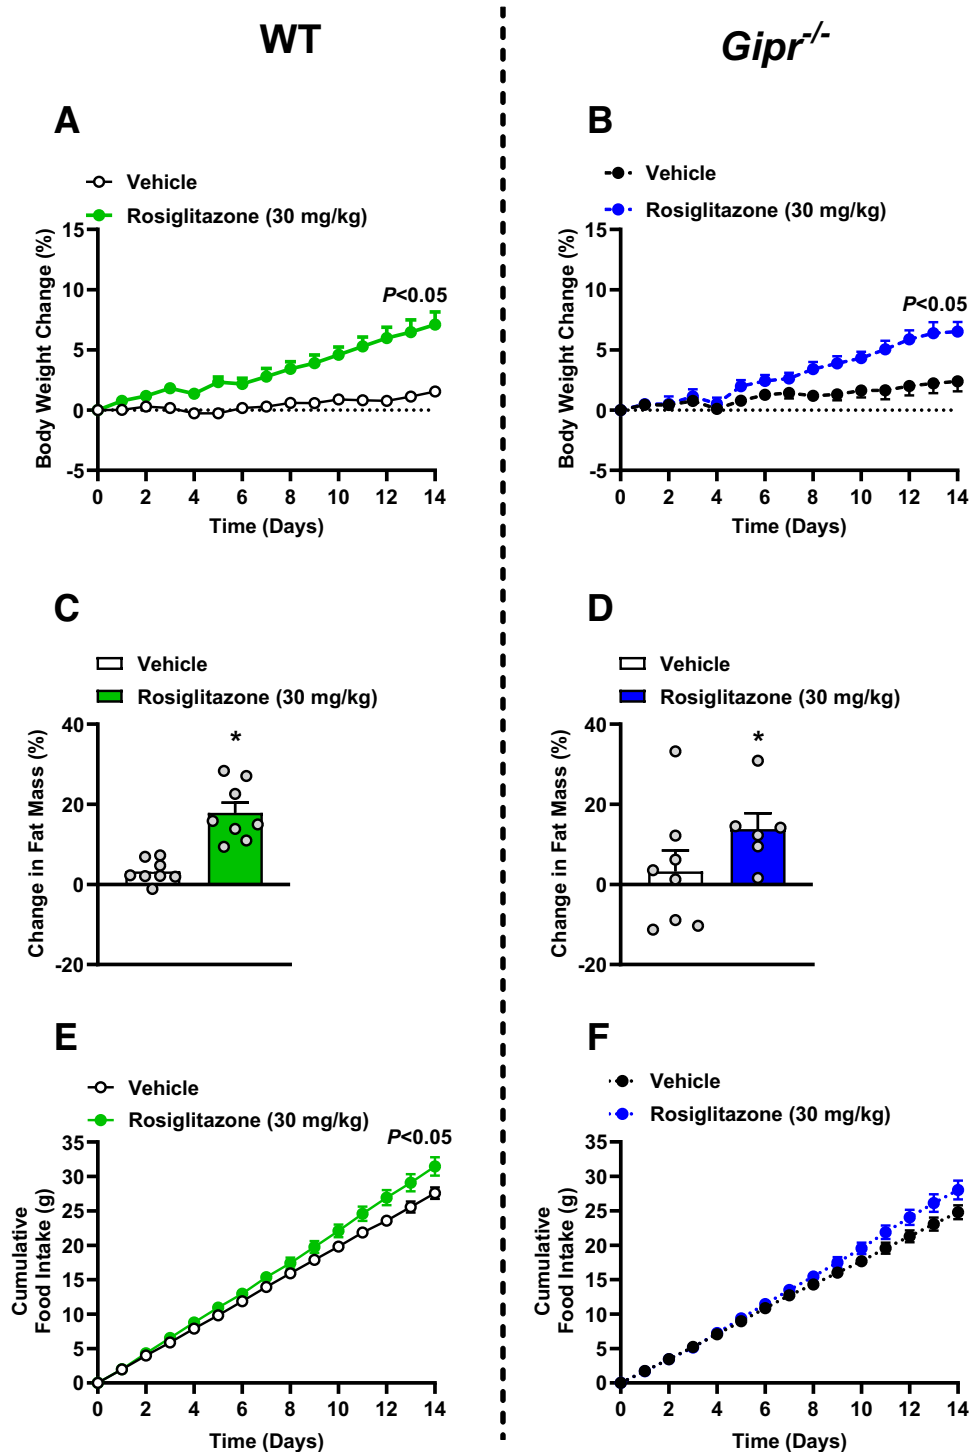 WT
Gipr-/-
A
Vehicle
Rosiglitazone (30 mg/kg)
15
10
5
0
-5
Body Weight Change (%)
P<0.05
0 2 4 6 8 10 12 14
Time (Days)
B
Vehicle
Rosiglitazone (30 mg/kg)
15
10
5
0
-5
Body Weight Change (%)
P<0.05
0 2 4 6 8 10 12 14
Time (Days)
C
Vehicle
Rosiglitazone (30 mg/kg)
40
20
0
-20
Change in Fat Mass (%)
*
D
Vehicle
Rosiglitazone (30 mg/kg)
40
20
0
-20
Change in Fat Mass (%)
*
E
Vehicle
Rosiglitazone (30 mg/kg)
P<0.05
35
30
25
20
15
10
5
0
Cumulative
Food Intake (g)
0 2 4 6 8 10 12 14
Time (Days)
F
Vehicle
Rosiglitazone (30 mg/kg)
35
30
25
20
15
10
5
0
Cumulative
Food Intake (g)
0 2 4 6 8 10 12 14
Time (Days)